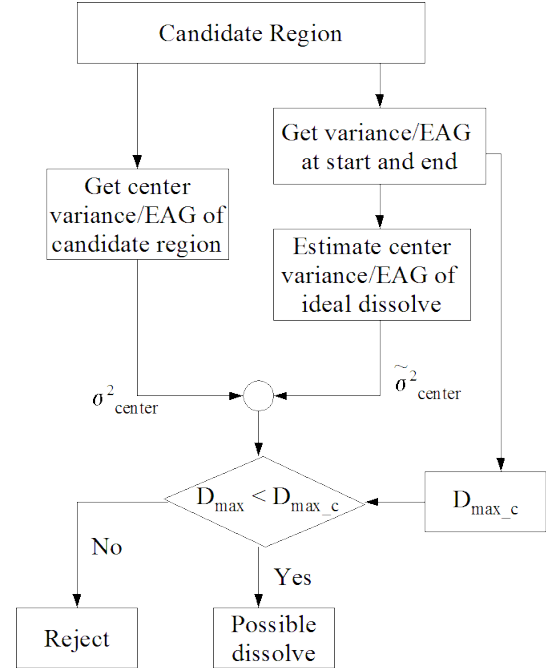 Candidate Region
Get variance/EAG
at start and end
Get center
variance/EAG of
candidate region
Estimate center
variance/EAG of
ideal dissolve
σ²center
σ̃²center
Dmax < Dmax_c
Dmax_c
No
Yes
Reject
Possible
dissolve